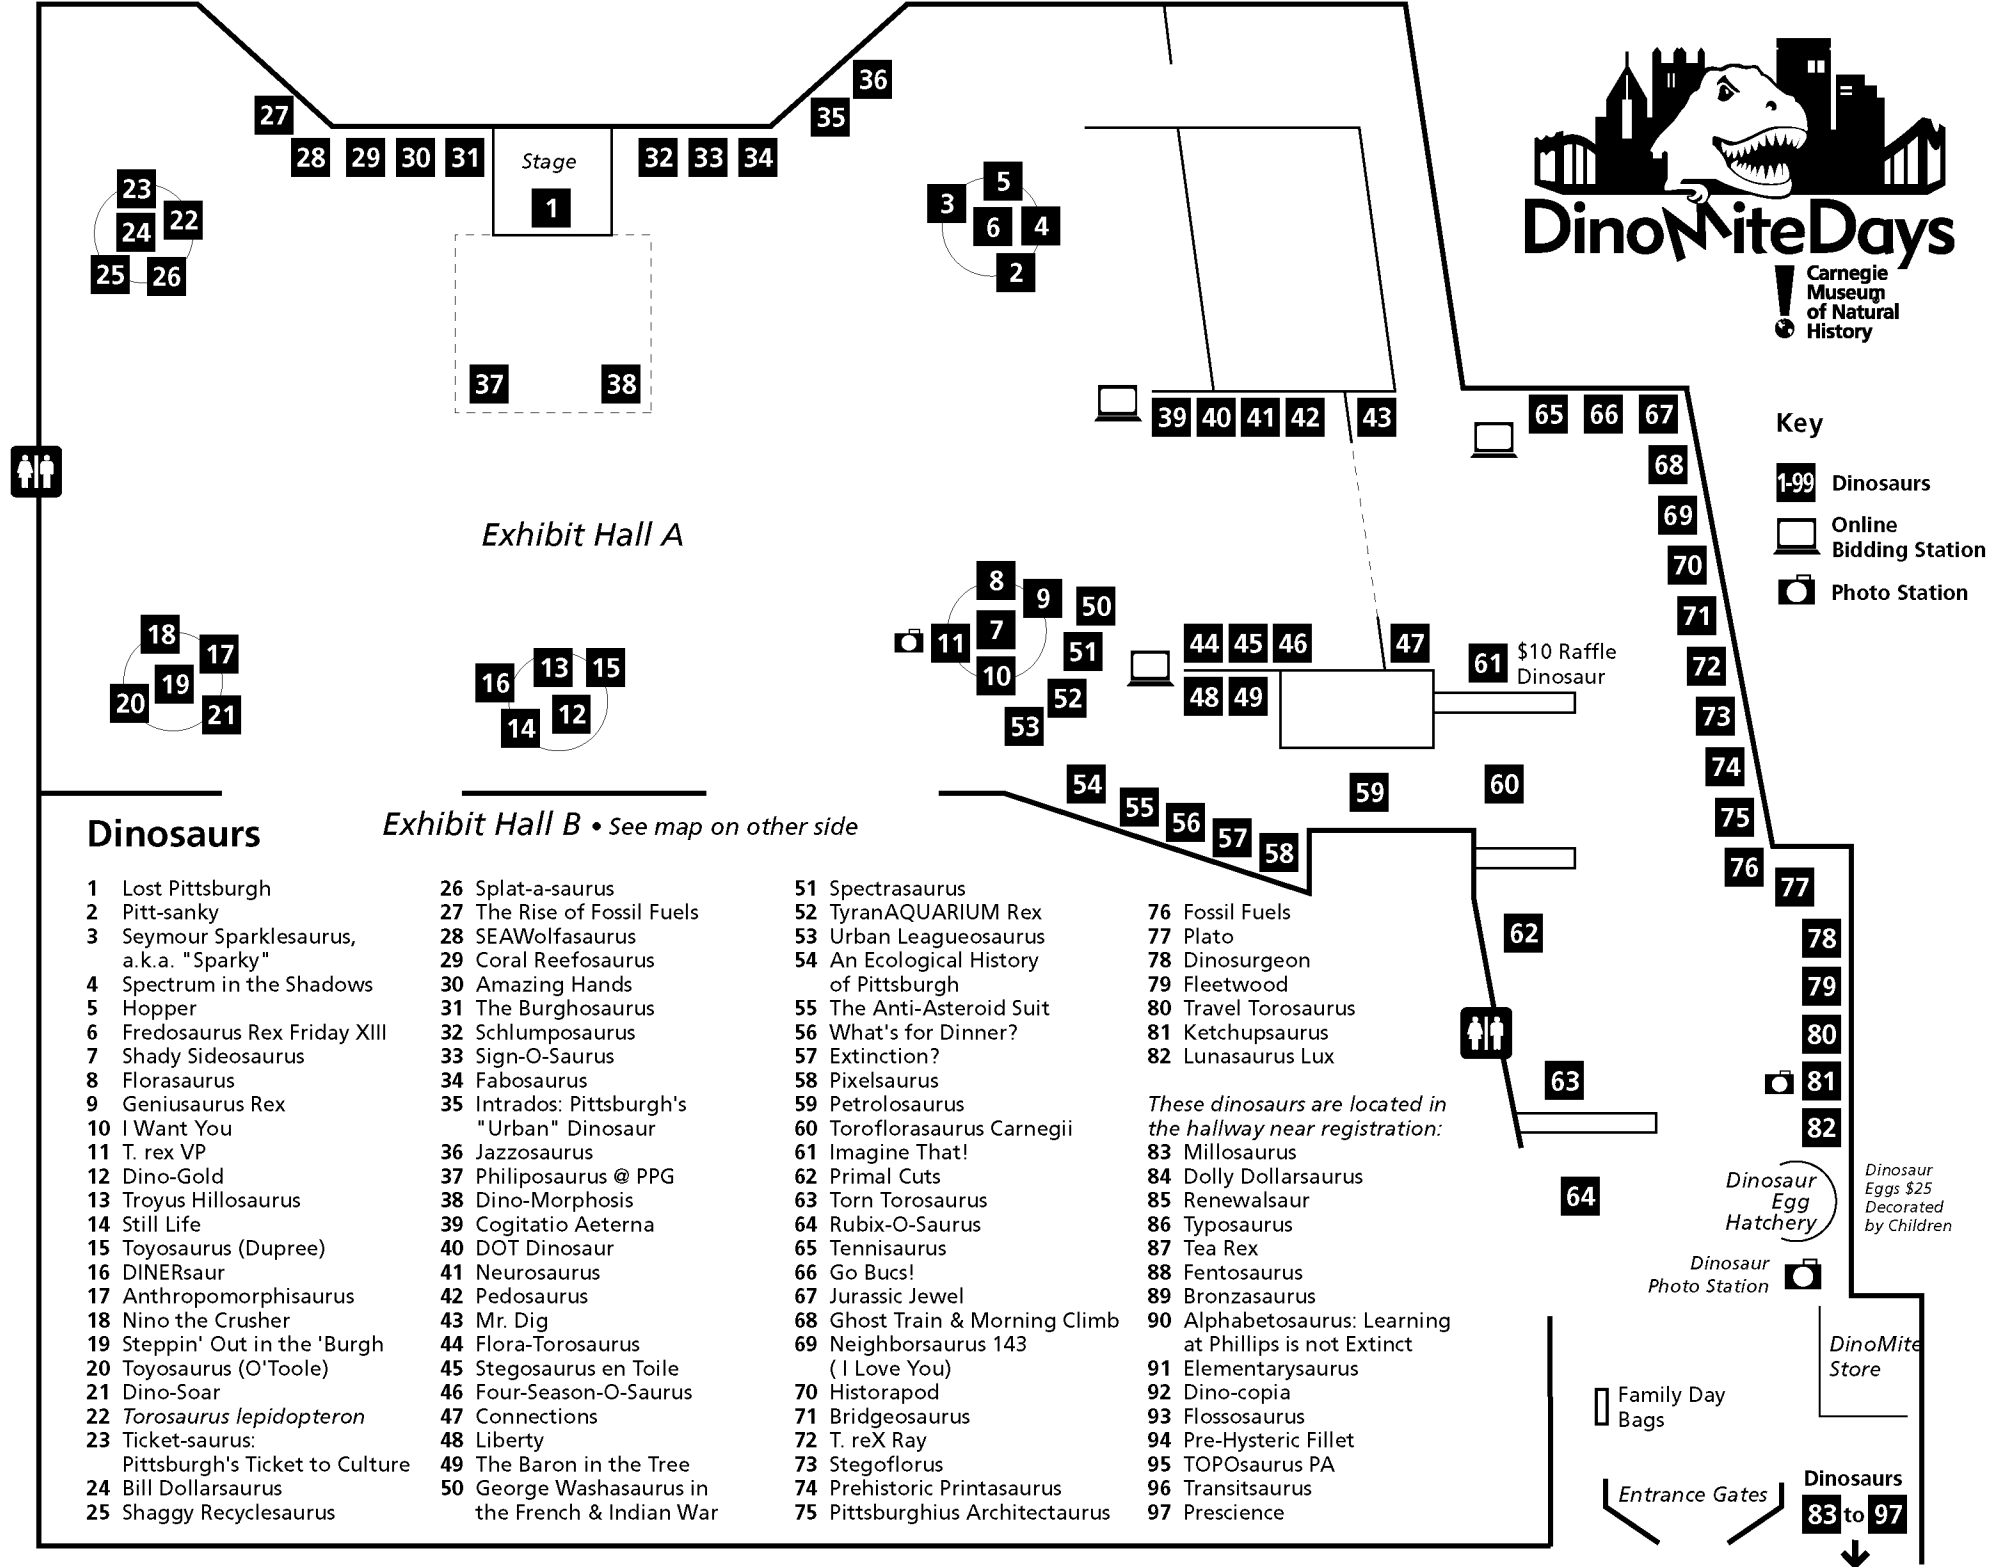 36
27
35
28
29
30
31
Stage
32
33
34
1
23
22
24
25
26
5
3
6
4
2
37
38
DinoMiteDays
Carnegie
Museum
of Natural
History
39
40
41
42
43
65
66
67
68
69
70
71
72
73
74
75
76
77
Key
1-99 Dinosaurs
Online
Bidding Station
Photo Station
Exhibit Hall A
8
9
50
7
11
51
10
52
53
18
17
19
20
21
13
15
16
12
14
44
45
46
47
48
49
61
$10 Raffle
Dinosaur
54
55
56
57
58
59
60
62
63
64
78
79
80
81
82
Exhibit Hall B • See map on other side
Dinosaurs
1 Lost Pittsburgh
2 Pitt-sanky
3 Seymour Sparklesaurus,
a.k.a. "Sparky"
4 Spectrum in the Shadows
5 Hopper
6 Fredosaurus Rex Friday XIII
7 Shady Sideosaurus
8 Florasaurus
9 Geniusaurus Rex
10 I Want You
11 T. rex VP
12 Dino-Gold
13 Troyus Hillosaurus
14 Still Life
15 Toyosaurus (Dupree)
16 DINERsaur
17 Anthropomorphisaurus
18 Nino the Crusher
19 Steppin' Out in the 'Burgh
20 Toyosaurus (O'Toole)
21 Dino-Soar
22 Torosaurus lepidopteron
23 Ticket-saurus:
Pittsburgh's Ticket to Culture
24 Bill Dollarsaurus
25 Shaggy Recyclesaurus
26 Splat-a-saurus
27 The Rise of Fossil Fuels
28 SEAWolfasaurus
29 Coral Reefosaurus
30 Amazing Hands
31 The Burghosaurus
32 Schlumposaurus
33 Sign-O-Saurus
34 Fabosaurus
35 Intrados: Pittsburgh's
"Urban" Dinosaur
36 Jazzosaurus
37 Philiposaurus @ PPG
38 Dino-Morphosis
39 Cogitatio Aeterna
40 DOT Dinosaur
41 Neurosaurus
42 Pedosaurus
43 Mr. Dig
44 Flora-Torosaurus
45 Stegosaurus en Toile
46 Four-Season-O-Saurus
47 Connections
48 Liberty
49 The Baron in the Tree
50 George Washasaurus in
the French & Indian War
51 Spectrasaurus
52 TyranAQUARIUM Rex
53 Urban Leagueosaurus
54 An Ecological History
of Pittsburgh
55 The Anti-Asteroid Suit
56 What's for Dinner?
57 Extinction?
58 Pixelsaurus
59 Petrolosaurus
60 Toroflorasaurus Carnegii
61 Imagine That!
62 Primal Cuts
63 Torn Torosaurus
64 Rubix-O-Saurus
65 Tennisaurus
66 Go Bucs!
67 Jurassic Jewel
68 Ghost Train & Morning Climb
69 Neighborsaurus 143
( I Love You)
70 Historapod
71 Bridgeosaurus
72 T. reX Ray
73 Stegoflorus
74 Prehistoric Printasaurus
75 Pittsburghius Architectaurus
76 Fossil Fuels
77 Plato
78 Dinosurgeon
79 Fleetwood
80 Travel Torosaurus
81 Ketchupsaurus
82 Lunasaurus Lux
These dinosaurs are located in
the hallway near registration:
83 Millosaurus
84 Dolly Dollarsaurus
85 Renewalsaur
86 Typosaurus
87 Tea Rex
88 Fentosaurus
89 Bronzasaurus
90 Alphabetosaurus: Learning
at Phillips is not Extinct
91 Elementarysaurus
92 Dino-copia
93 Flossosaurus
94 Pre-Hysteric Fillet
95 TOPOsaurus PA
96 Transitsaurus
97 Prescience
Dinosaur
Egg
Hatchery
Dinosaur
Eggs $25
Decorated
by Children
Dinosaur
Photo Station
DinoMite
Store
Family Day
Bags
Entrance Gates
Dinosaurs
83 to 97